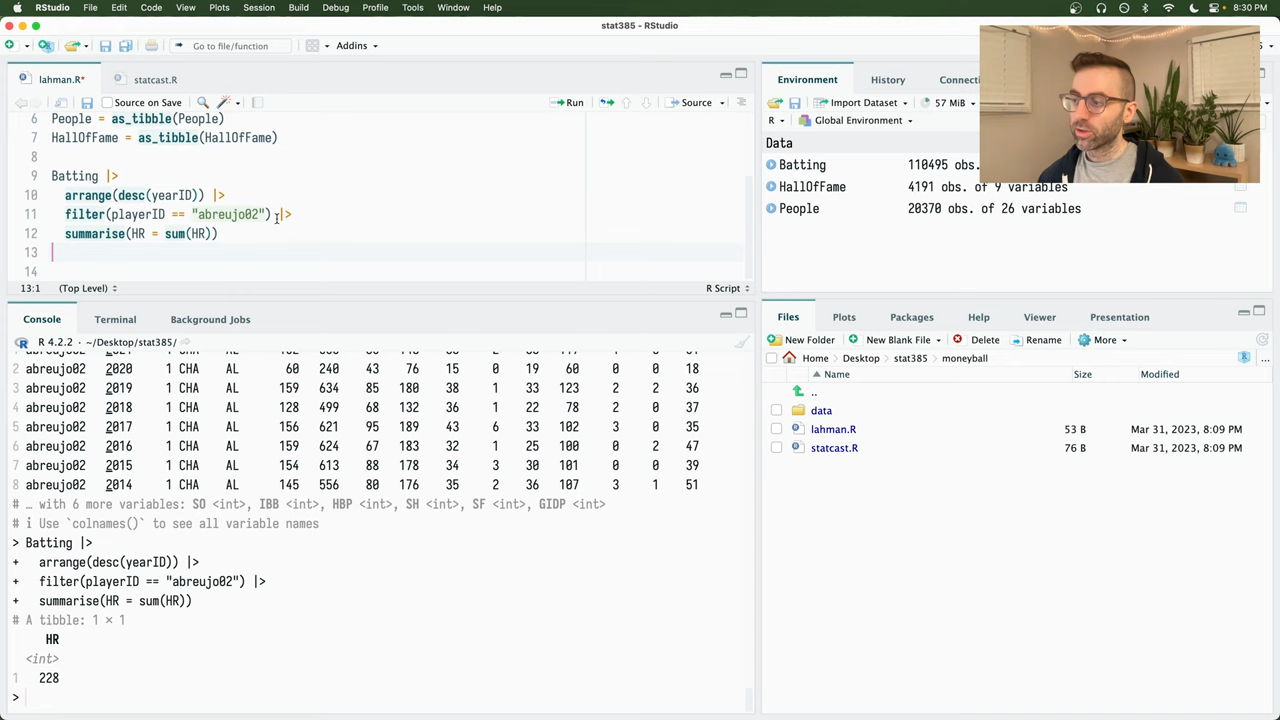 RStudio File Edit Code View Plots Session Build Debug Profile Tools Window Help 8:30 PM
stat385 - RStudio
Go to file/function Addins
lahman.R* statcast.R
Source on Save Run Source
6 People = as_tibble(People)
7 HallOfFame = as_tibble(HallOfFame)
8
9 Batting |>
10 arrange(desc(yearID)) |>
11 filter(playerID == "abreujo02") |>
12 summarise(HR = sum(HR))
13
14
13:1 (Top Level) R Script
Console Terminal Background Jobs
R 4.2.2 · ~/Desktop/stat385/
2 abreujo02 2020 1 CHA AL 60 240 43 76 15 0 19 60 0 0 18
3 abreujo02 2019 1 CHA AL 159 634 85 180 38 1 33 123 2 2 36
4 abreujo02 2018 1 CHA AL 128 499 68 132 36 1 22 78 2 0 37
5 abreujo02 2017 1 CHA AL 156 621 95 189 43 6 33 102 3 0 35
6 abreujo02 2016 1 CHA AL 159 624 67 183 32 1 25 100 0 2 47
7 abreujo02 2015 1 CHA AL 154 613 88 178 34 3 30 101 0 0 39
8 abreujo02 2014 1 CHA AL 145 556 80 176 35 2 36 107 3 1 51
# … with 6 more variables: SO <int>, IBB <int>, HBP <int>, SH <int>, SF <int>, GIDP <int>
# ℹ Use `colnames()` to see all variable names
> Batting |>
+ arrange(desc(yearID)) |>
+ filter(playerID == "abreujo02") |>
+ summarise(HR = sum(HR))
# A tibble: 1 × 1
HR
<int>
1 228
>
Environment History
Import Dataset 57 MiB
R Global Environment
Data
Batting 110495 obs.
HallOfFame 4191 obs. of 9 variables
People 20370 obs. of 26 variables
Files Plots Packages Help Viewer Presentation
New Folder New Blank File Delete Rename More
Home Desktop stat385 moneyball
Name Size Modified
..
data
lahman.R 53 B Mar 31, 2023, 8:09 PM
statcast.R 76 B Mar 31, 2023, 8:09 PM